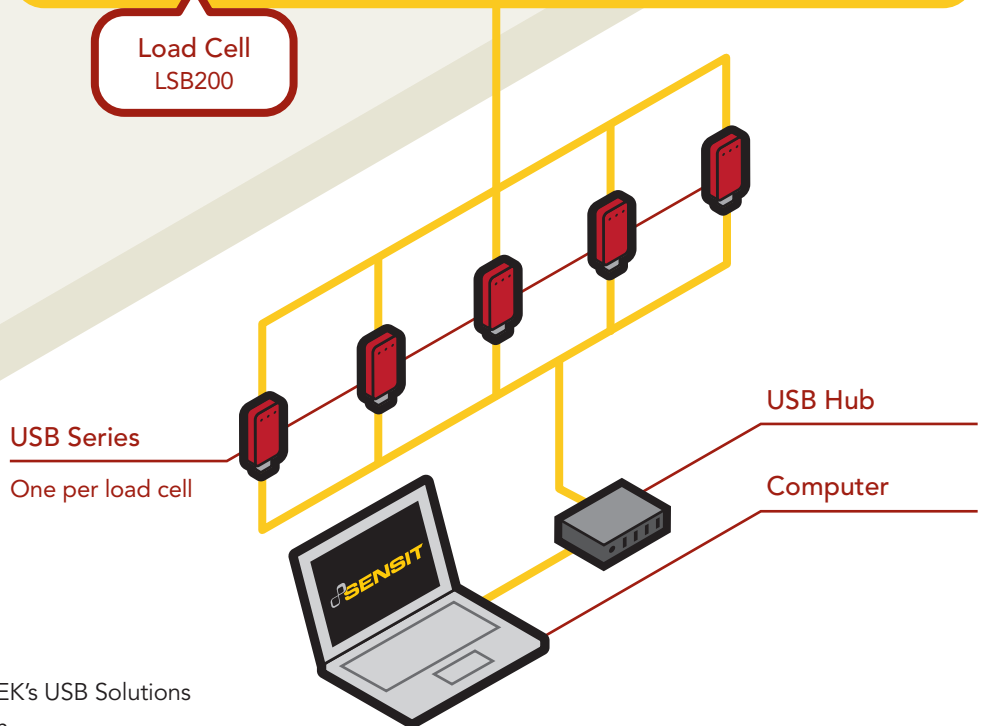 Load Cell
LSB200
USB Hub
USB Series
One per load cell
Computer
SENSIT
EK's USB Solutions